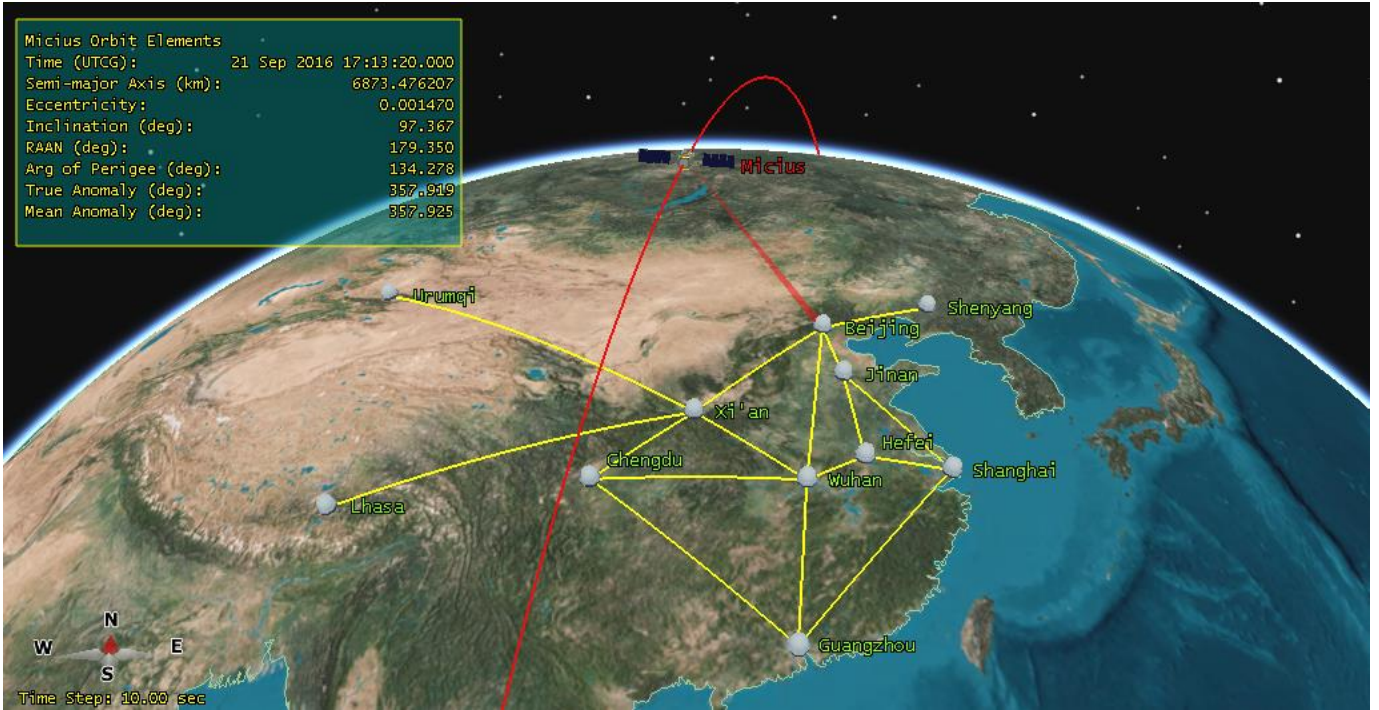 Micius Orbit Elements
Time (UTCG): 21 Sep 2016 17:13:20.000
Semi-major Axis (km): 6873.476207
Eccentricity: 0.001470
Inclination (deg): 97.367
RAAN (deg): 179.350
Arg of Perigee (deg): 134.278
True Anomaly (deg): 357.919
Mean Anomaly (deg): 357.925
Micius
Urumqi
Shenyang
Beijing
Jinan
Xi'an
Hefei
Chengdu
Shanghai
Wuhan
Lhasa
N
W E
S
Guangzhou
Time Step: 10.00 sec